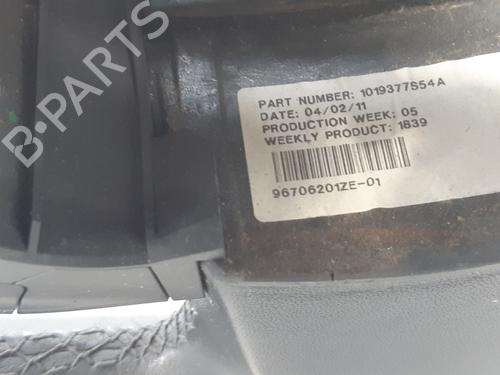 B-PARTS
PART NUMBER: 1019377S54A
DATE: 04/02/11
PRODUCTION WEEK: 05
WEEKLY PRODUCT: 1839
96706201ZE-01